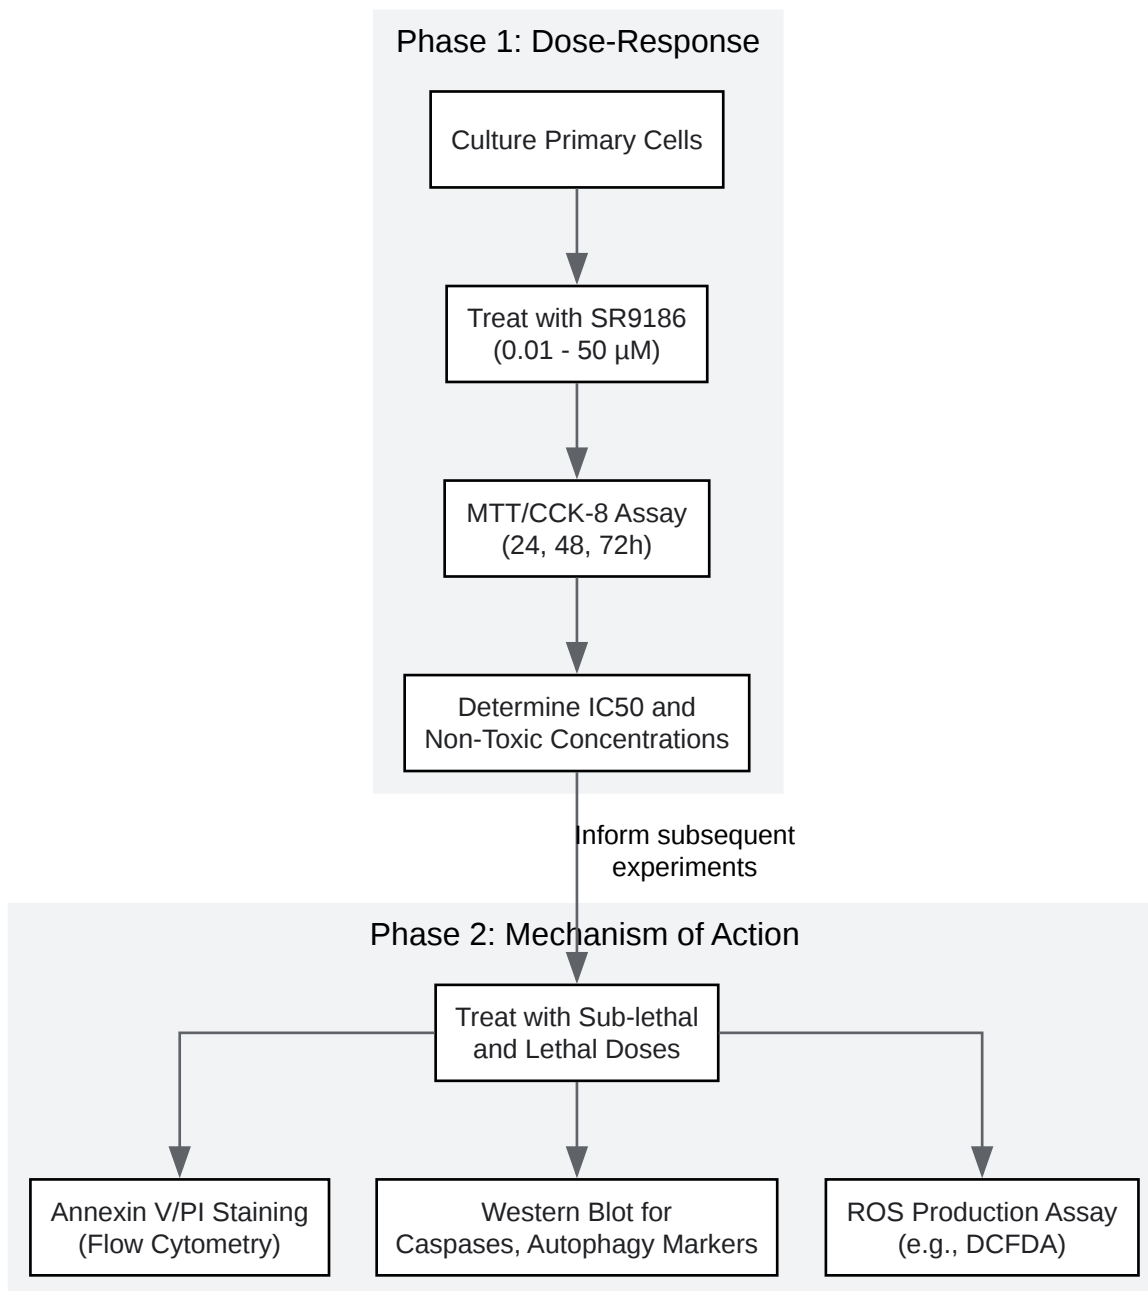 Phase 1: Dose-Response
Culture Primary Cells
Treat with SR9186
(0.01 - 50 µM)
MTT/CCK-8 Assay
(24, 48, 72h)
Determine IC50 and
Non-Toxic Concentrations
Inform subsequent
experiments
Phase 2: Mechanism of Action
Treat with Sub-lethal
and Lethal Doses
Annexin V/PI Staining
(Flow Cytometry)
Western Blot for
Caspases, Autophagy Markers
ROS Production Assay
(e.g., DCFDA)